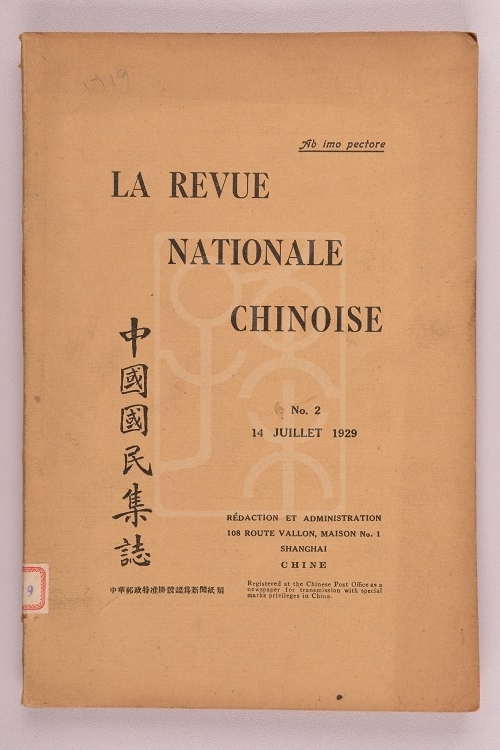 1719
Ab imo pectore
LA REVUE
NATIONALE
CHINOISE
中國國民集誌
No. 2
14 JUILLET 1929
RÉDACTION ET ADMINISTRATION
108 ROUTE VALLON, MAISON No. 1
SHANGHAI
CHINE
中華郵政特准掛號認爲新聞紙類
Registered at the Chinese Post Office as a
newspaper for transmission with special
marks privileges in China.
9